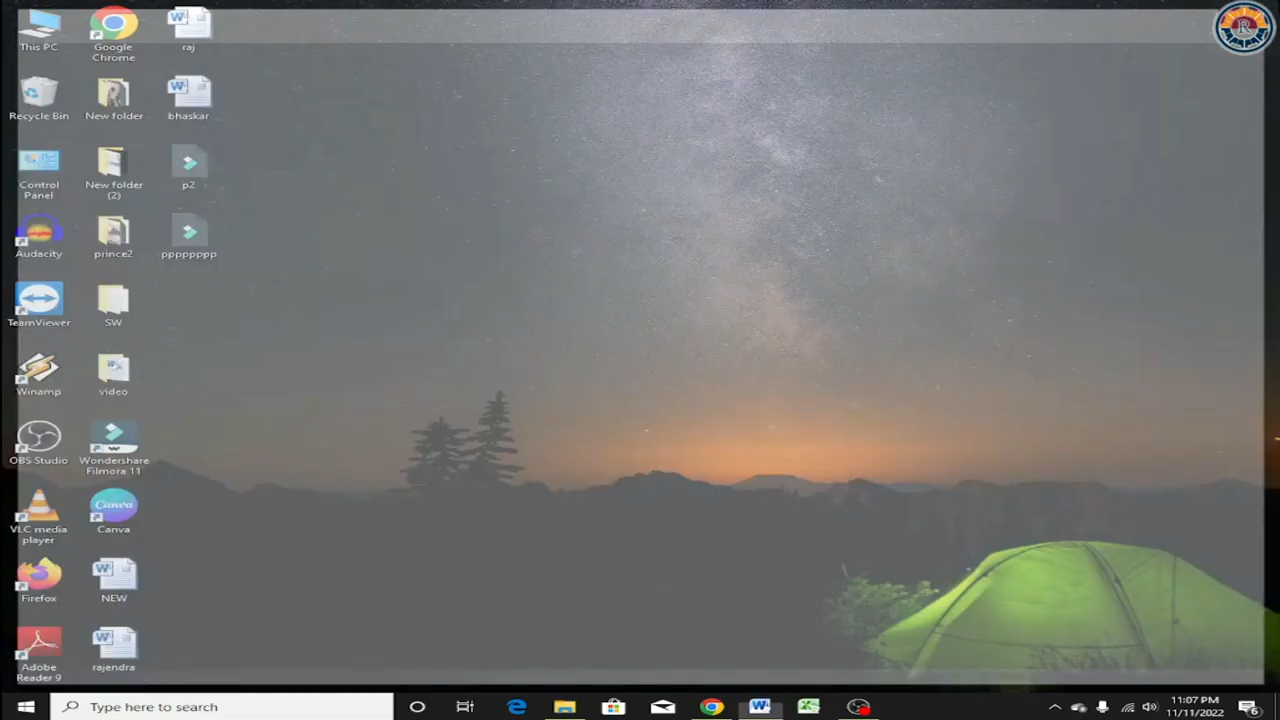 This PC
Google
Chrome
raj
Recycle Bin
New folder
bhaskar
Control
Panel
New folder
(2)
p2
Audacity
prince2
pppppppp
TeamViewer
SW
Winamp
video
OBS Studio
Wondershare
Filmora 11
VLC media
player
Canva
Canva
Firefox
NEW
Adobe
Reader 9
rajendra
R
Type here to search
11:07 PM
11/11/2022
6